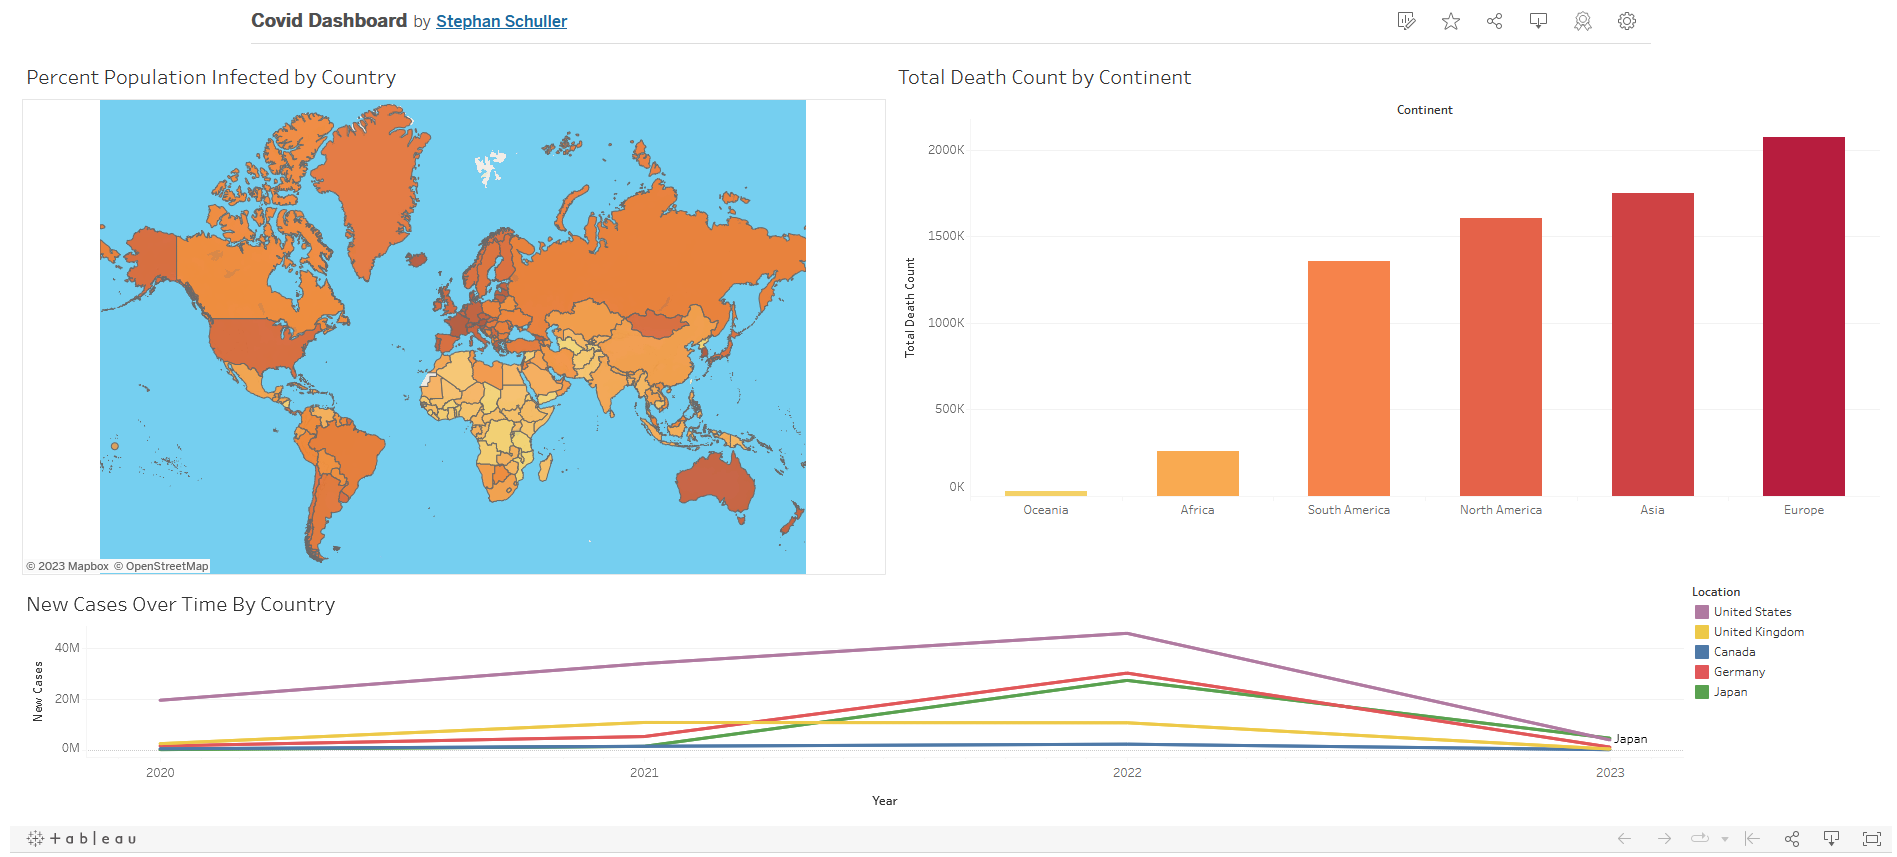 Covid Dashboard by Stephan Schuller
Percent Population Infected by Country
© 2023 Mapbox © OpenStreetMap
Total Death Count by Continent
Continent
Total Death Count
2000K
1500K
1000K
500K
0K
Oceania Africa South America North America Asia Europe
New Cases Over Time By Country
New Cases
40M
20M
0M
Japan
2020 2021 2022 2023
Year
Location
United States
United Kingdom
Canada
Germany
Japan
+ a b l e a u